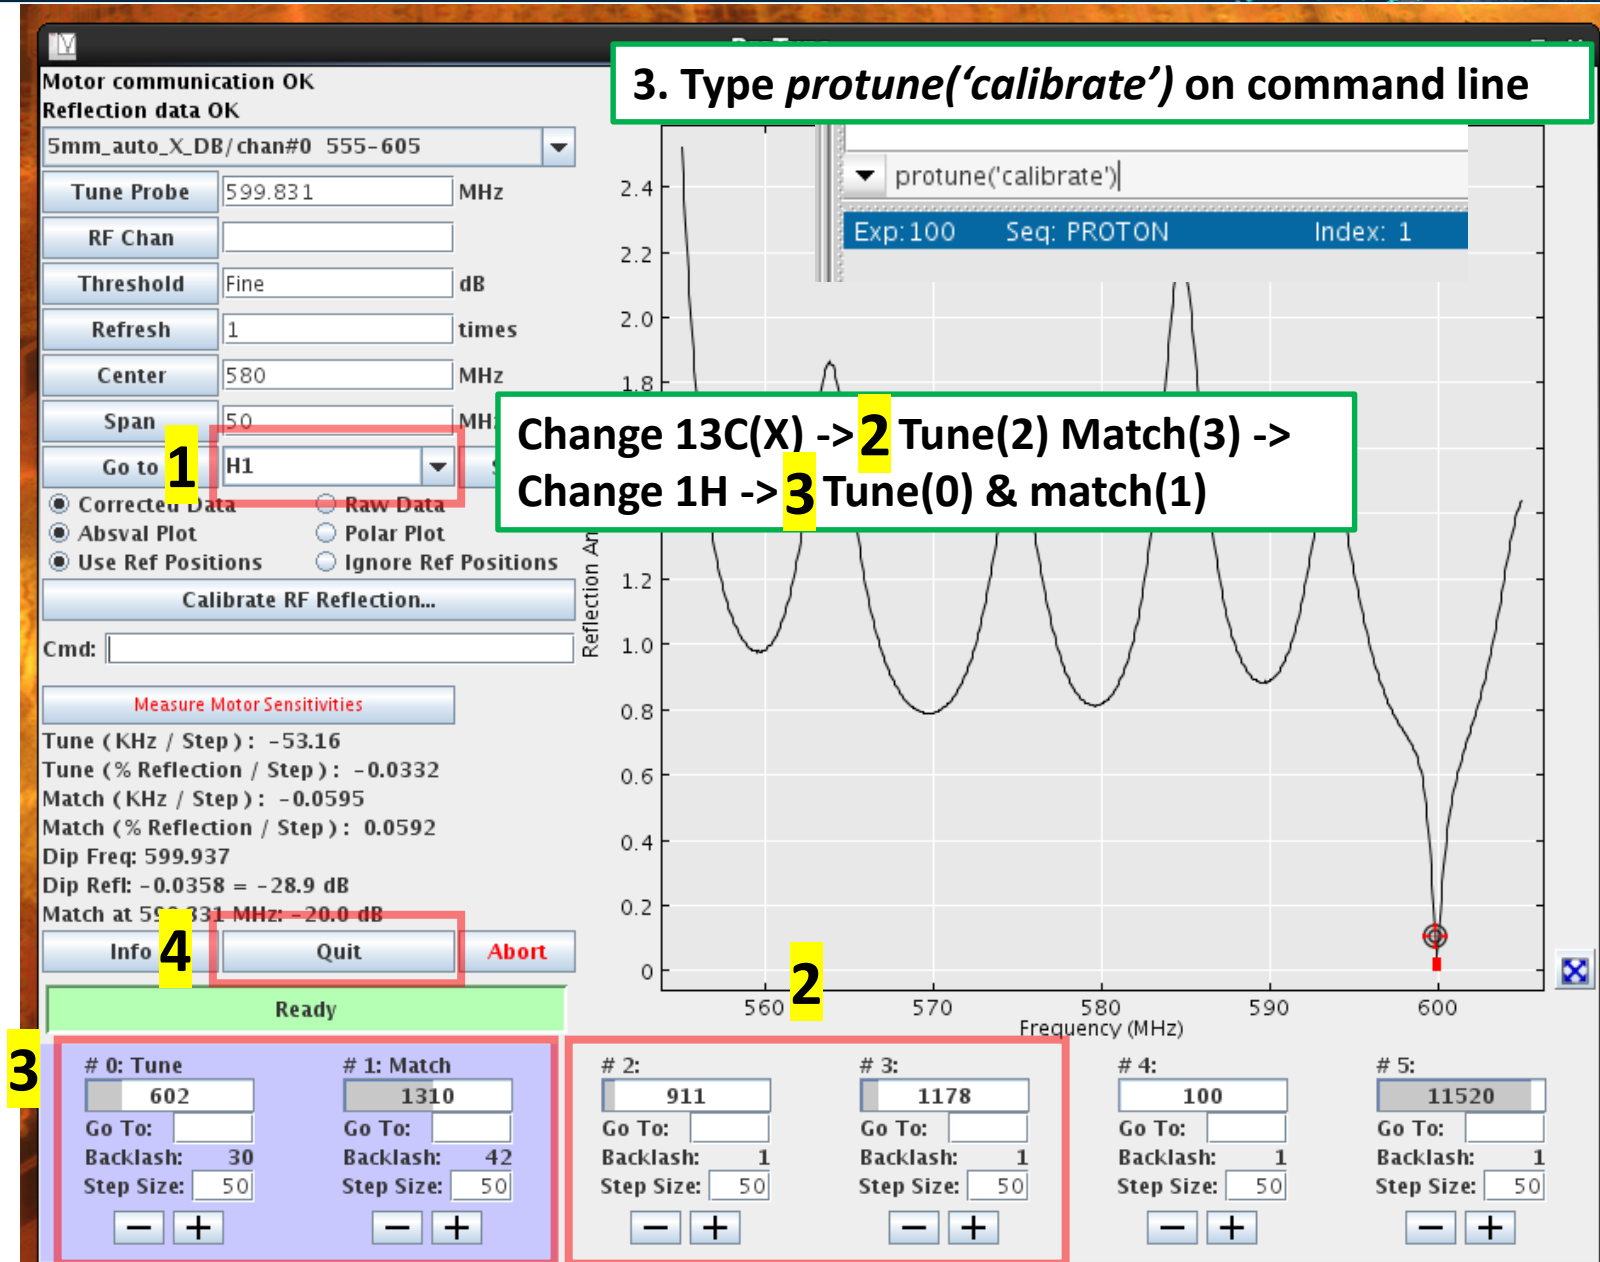 3. Type protune(‘calibrate’) on command line
Motor communication OK
Reflection data OK
5mm_auto_X_DB/chan#0 555-605
Tune Probe 599.831 MHz
RF Chan
Threshold Fine dB
Refresh 1 times
Center 580 MHz
Span 50
Go to 1 H1
Corrected Data Raw Data
Absval Plot Polar Plot
Use Ref Positions Ignore Ref Positions
Calibrate RF Reflection...
Cmd:
Measure Motor Sensitivities
Tune (KHz / Step): -53.16
Tune (% Reflection / Step): -0.0332
Match (KHz / Step): -0.0595
Match (% Reflection / Step): 0.0592
Dip Freq: 599.937
Dip Refl: -0.0358 = -28.9 dB
Match at 599.831 MHz: -20.0 dB
Info 4 Quit Abort
Ready
protune('calibrate')
Exp:100 Seq: PROTON Index: 1
Change 13C(X) -> 2 Tune(2) Match(3) ->
Change 1H -> 3 Tune(0) & match(1)
2.4
2.2
2.0
1.8
1.2
1.0
0.8
0.6
0.4
0.2
0
Reflection
2
560 570 580 590 600
Frequency (MHz)
3
# 0: Tune # 1: Match # 2: # 3: # 4: # 5:
602 1310 911 1178 100 11520
Go To: Go To: Go To: Go To: Go To: Go To:
Backlash: 30 Backlash: 42 Backlash: 1 Backlash: 1 Backlash: 1 Backlash: 1
Step Size: 50 Step Size: 50 Step Size: 50 Step Size: 50 Step Size: 50 Step Size: 50
− + − + − + − + − + − +